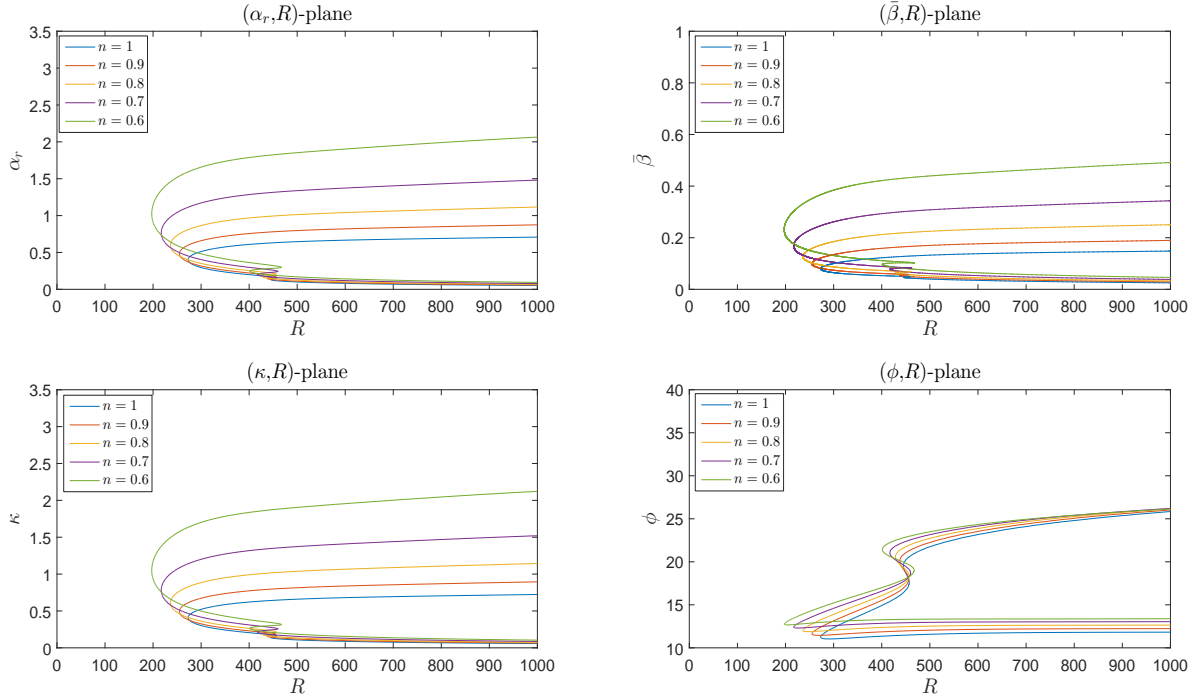 (α_r,R)-plane
3.5
3
2.5
2
1.5
1
0.5
0
α_r
n = 1
n = 0.9
n = 0.8
n = 0.7
n = 0.6
0 100 200 300 400 500 600 700 800 900 1000
R
(β̄,R)-plane
1
0.8
0.6
0.4
0.2
0
β̄
n = 1
n = 0.9
n = 0.8
n = 0.7
n = 0.6
0 100 200 300 400 500 600 700 800 900 1000
R
(κ,R)-plane
3.5
3
2.5
2
1.5
1
0.5
0
κ
n = 1
n = 0.9
n = 0.8
n = 0.7
n = 0.6
0 100 200 300 400 500 600 700 800 900 1000
R
(ϕ,R)-plane
40
35
30
25
20
15
10
ϕ
n = 1
n = 0.9
n = 0.8
n = 0.7
n = 0.6
0 100 200 300 400 500 600 700 800 900 1000
R